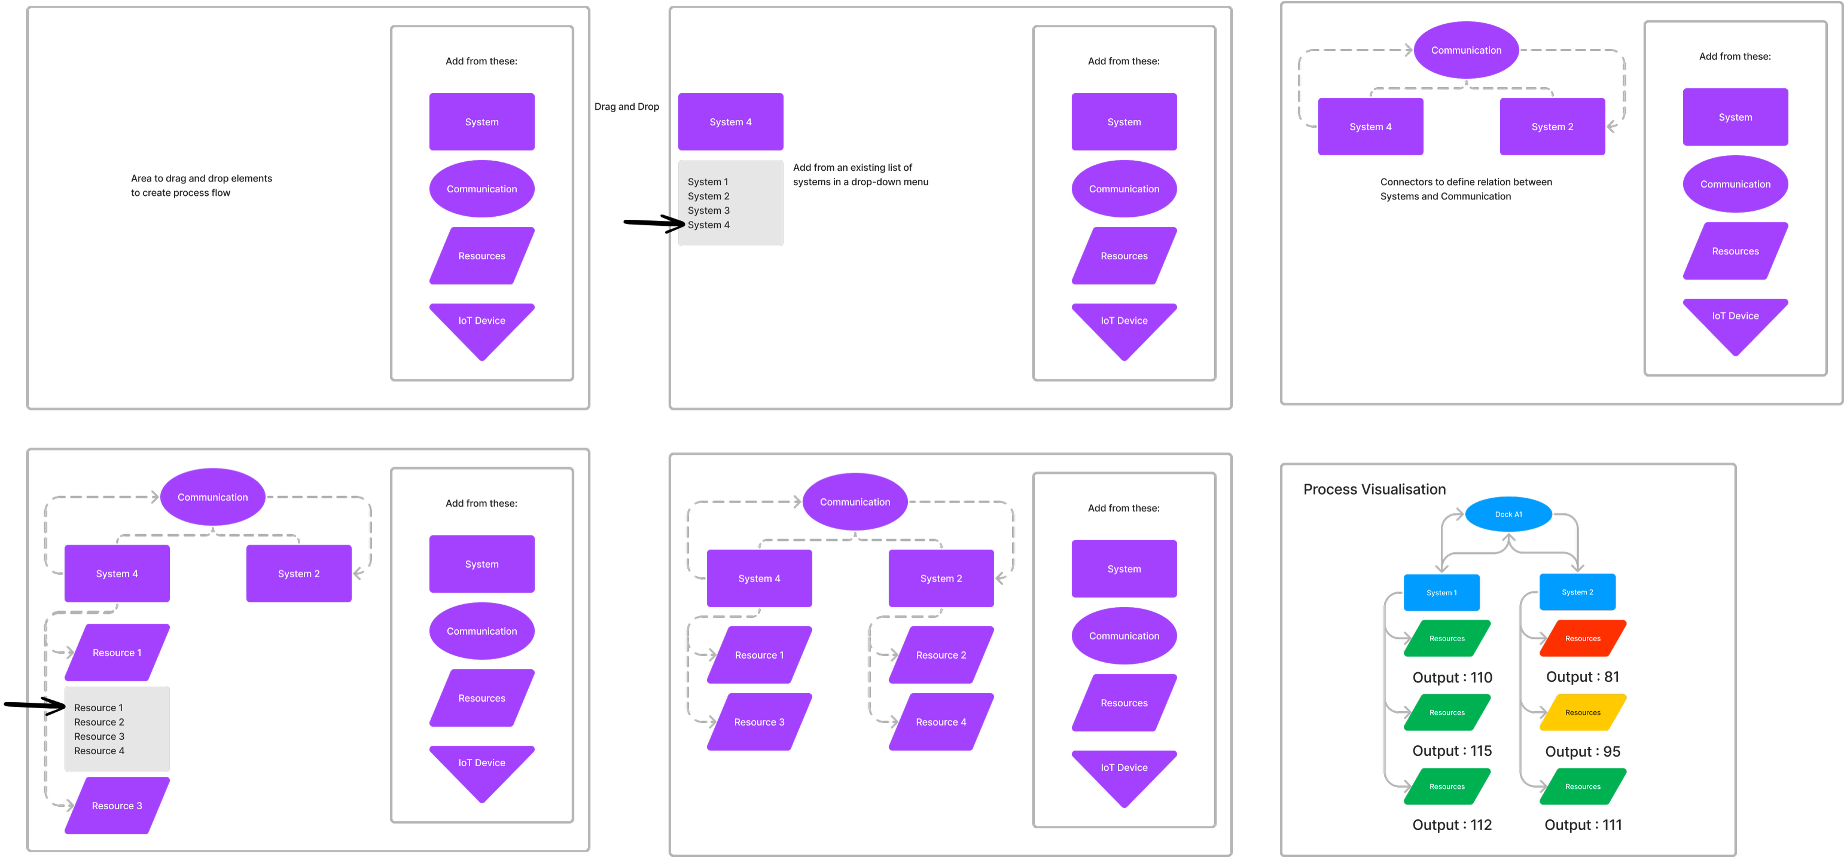 Area to drag and drop elements
to create process flow
Add from these:
System
Communication
Resources
IoT Device
Drag and Drop
System 4
System 1
System 2
System 3
System 4
Add from an existing list of
systems in a drop-down menu
Add from these:
System
Communication
Resources
IoT Device
Communication
System 4
System 2
Connectors to define relation between
Systems and Communication
Add from these:
System
Communication
Resources
IoT Device
Communication
System 4
System 2
Resource 1
Resource 1
Resource 2
Resource 3
Resource 4
Resource 3
Add from these:
System
Communication
Resources
IoT Device
Communication
System 4
System 2
Resource 1
Resource 2
Resource 3
Resource 4
Add from these:
System
Communication
Resources
IoT Device
Process Visualisation
Dock A1
System 1
System 2
Resources
Resources
Output : 110
Output : 81
Resources
Resources
Output : 115
Output : 95
Resources
Resources
Output : 112
Output : 111